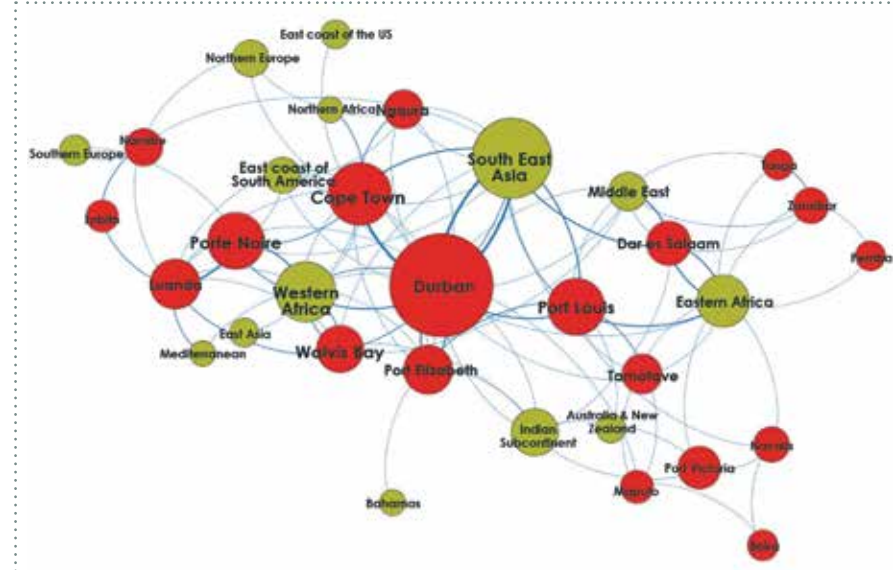 East coast of the US
Northern Europe
Northern Africa
Ngqura
Southern Europe
Namibe
East coast of
South America
South East
Asia
Cape Town
Middle East
Tanga
Zanzibar
Lobito
Pointe Noire
Dar es Salaam
Pemba
Luanda
Western
Africa
Durban
Port Louis
Eastern Africa
East Asia
Mediterranean
Walvis Bay
Port Elizabeth
Tamatave
Indian
Subcontinent
Australia & New
Zealand
Nacala
Port Victoria
Maputo
Bahamas
Beira